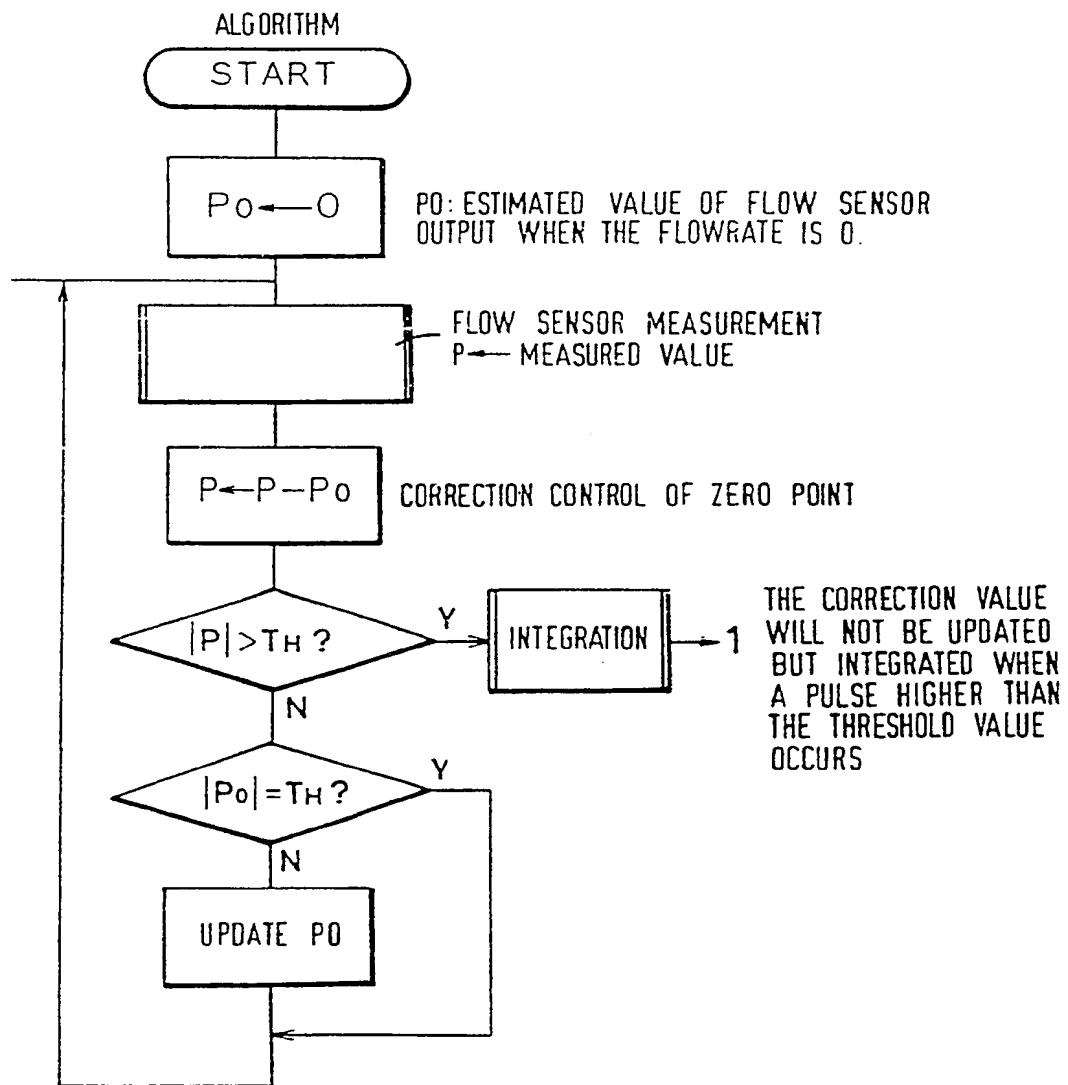 ALGORITHM
START
Po←O
PO: ESTIMATED VALUE OF FLOW SENSOR
OUTPUT WHEN THE FLOWRATE IS 0.
FLOW SENSOR MEASUREMENT
P← MEASURED VALUE
P←P-Po
CORRECTION CONTROL OF ZERO POINT
|P|>TH?
Y
INTEGRATION
1
THE CORRECTION VALUE
WILL NOT BE UPDATED
BUT INTEGRATED WHEN
A PULSE HIGHER THAN
THE THRESHOLD VALUE
OCCURS
N
|Po|=TH?
Y
N
UPDATE PO